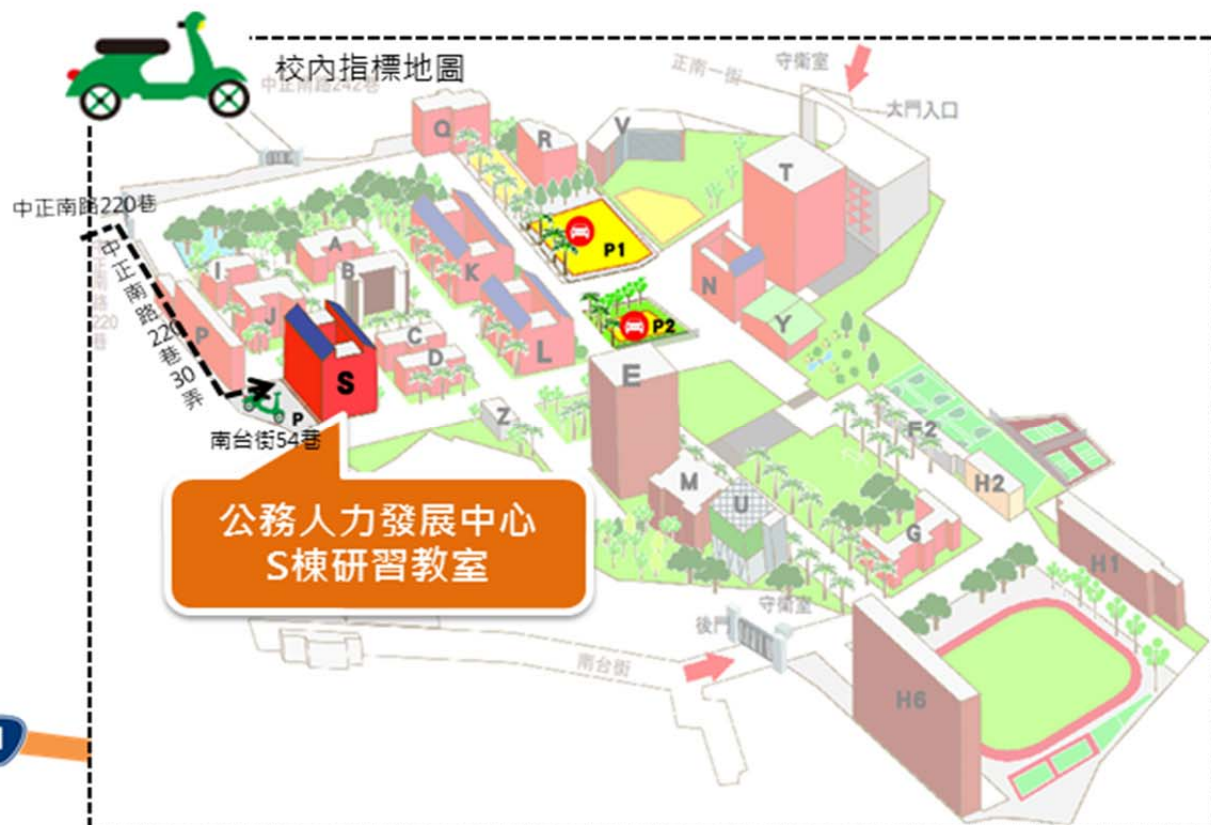 校內指標地圖
中正南路242巷
正南一街
守衛室
大門入口
Q
R
V
T
中正南路220巷
中正南路220巷
中正南路220巷30弄
A
I
B
K
P1
N
J
P
C
P2
Y
D
L
E
S
P
Z
南台街54巷
F2
H2
M
U
G
公務人力發展中心
S棟研習教室
H1
守衛室
後門
南台街
H6